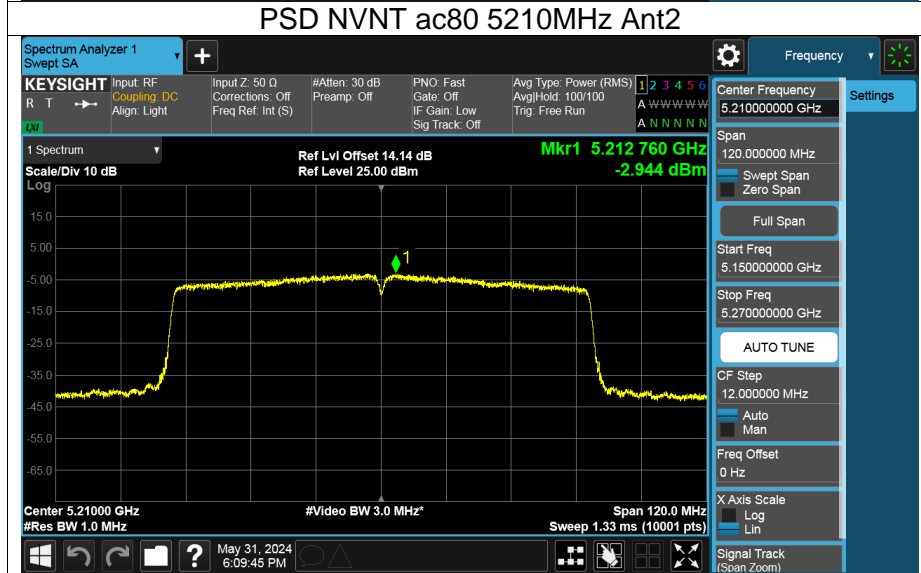 PSD NVNT ac80 5210MHz Ant2
Spectrum Analyzer 1
Swept SA
+
Frequency
KEYSIGHT
R T
LXI
Input: RF
Coupling: DC
Align: Light
Input Z: 50 Ω
Corrections: Off
Freq Ref: Int (S)
#Atten: 30 dB
Preamp: Off
PNO: Fast
Gate: Off
IF Gain: Low
Sig Track: Off
Avg Type: Power (RMS)
Avg|Hold: 100/100
Trig: Free Run
1 2 3 4 5 6
A W W W W W
A N N N N N
1 Spectrum
Scale/Div 10 dB
Ref Lvl Offset 14.14 dB
Ref Level 25.00 dBm
Mkr1 5.212 760 GHz
-2.944 dBm
Log
15.0
5.00
-5.00
-15.0
-25.0
-35.0
-45.0
-55.0
-65.0
1
Center 5.21000 GHz
#Res BW 1.0 MHz
#Video BW 3.0 MHz*
Span 120.0 MHz
Sweep 1.33 ms (10001 pts)
?
May 31, 2024
6:09:45 PM
Center Frequency
5.210000000 GHz
Span
120.000000 MHz
Swept Span
Zero Span
Full Span
Start Freq
5.150000000 GHz
Stop Freq
5.270000000 GHz
AUTO TUNE
CF Step
12.000000 MHz
Auto
Man
Freq Offset
0 Hz
X Axis Scale
Log
Lin
Signal Track
(Span Zoom)
Settings